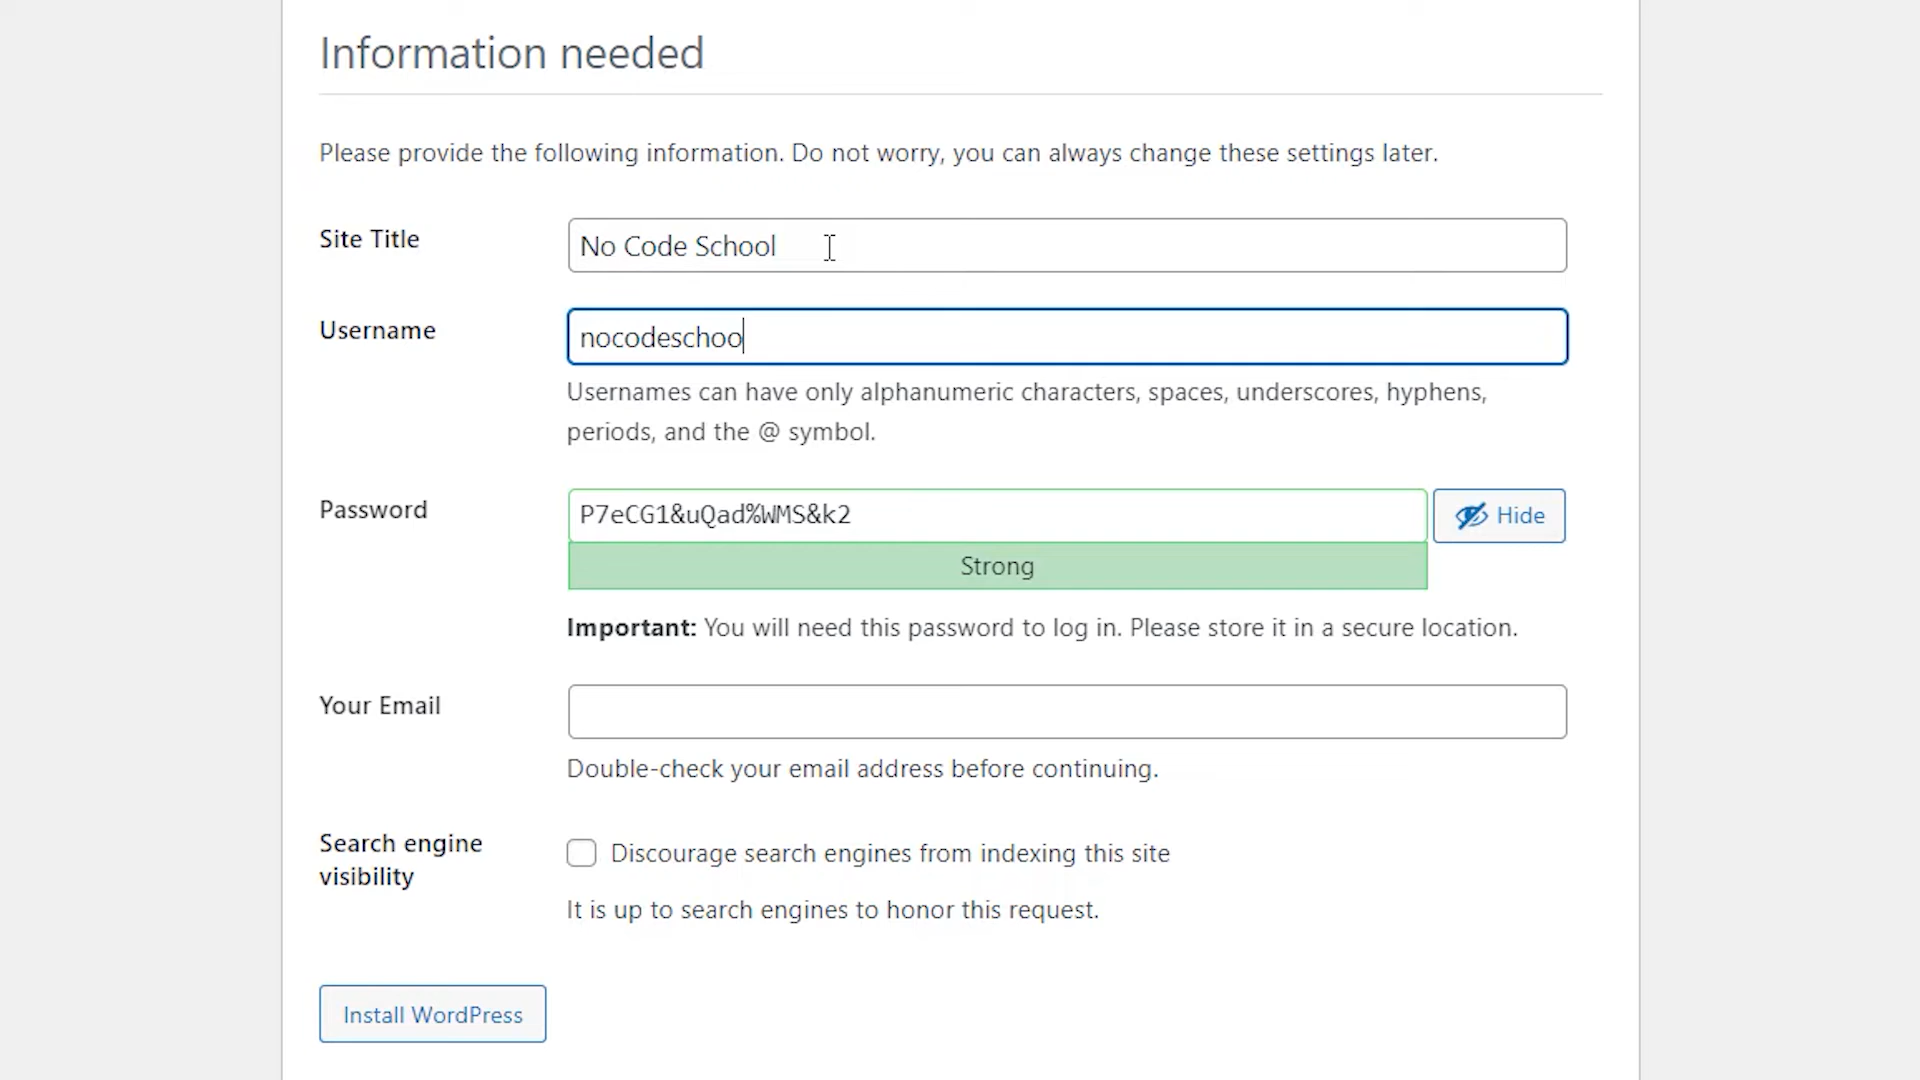 Information needed
Please provide the following information. Do not worry, you can always change these settings later.
Site Title
No Code School
Username
nocodeschoo
Usernames can have only alphanumeric characters, spaces, underscores, hyphens,
periods, and the @ symbol.
Password
P7eCG1&uQad%WMS&k2
Hide
Strong
Important: You will need this password to log in. Please store it in a secure location.
Your Email
Double-check your email address before continuing.
Search engine
visibility
Discourage search engines from indexing this site
It is up to search engines to honor this request.
Install WordPress